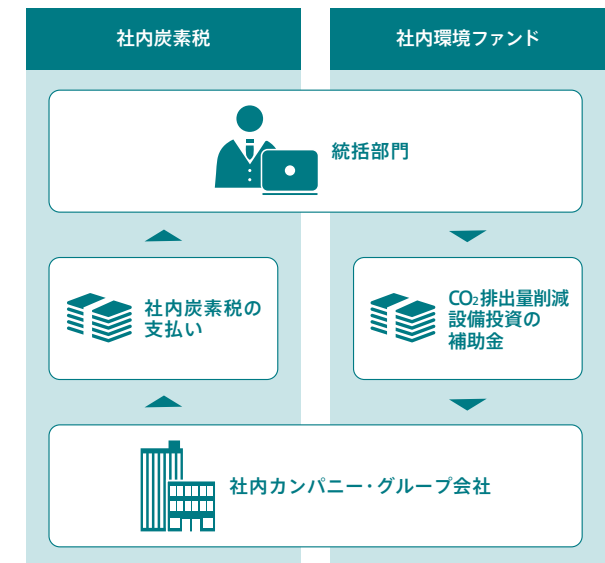 社内炭素税
社内環境ファンド
統括部門
社内炭素税の
支払い
CO₂排出量削減
設備投資の
補助金
社内カンパニー・グループ会社